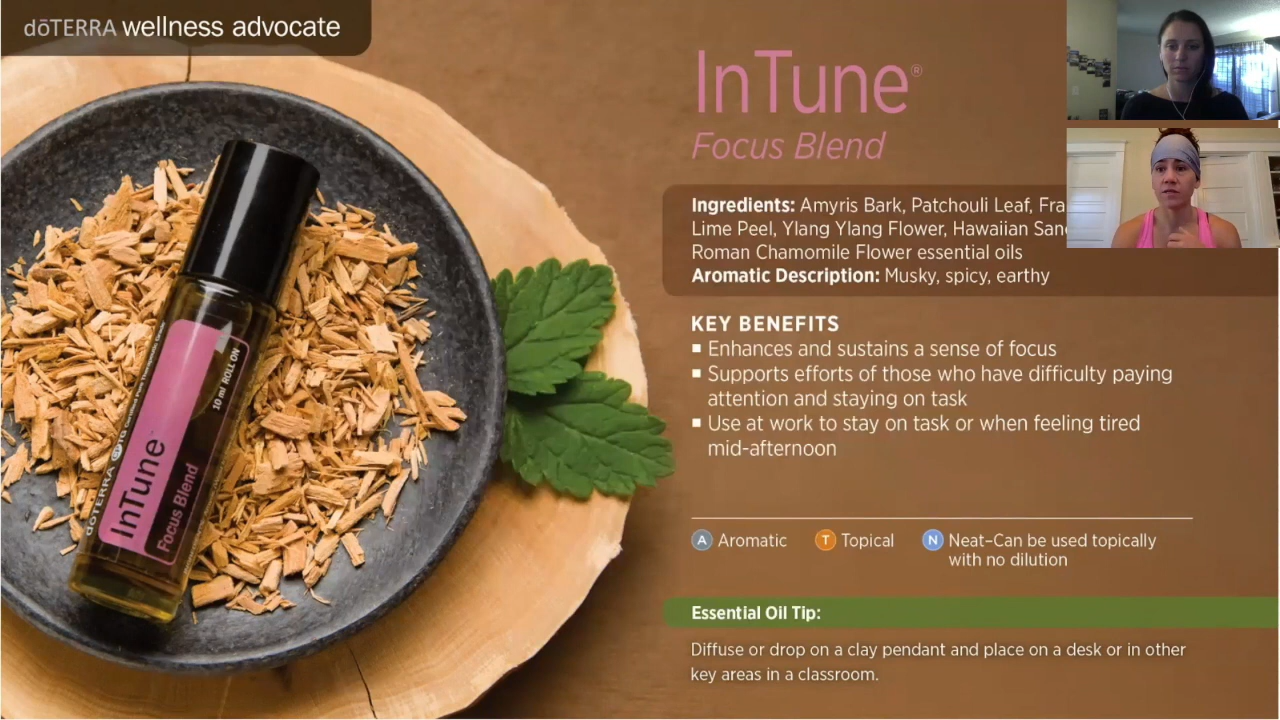 dōTERRA wellness advocate
InTune®
Focus Blend
Ingredients: Amyris Bark, Patchouli Leaf, Fra
Lime Peel, Ylang Ylang Flower, Hawaiian San
Roman Chamomile Flower essential oils
Aromatic Description: Musky, spicy, earthy
KEY BENEFITS
▪ Enhances and sustains a sense of focus
▪ Supports efforts of those who have difficulty paying
attention and staying on task
▪ Use at work to stay on task or when feeling tired
mid-afternoon
A Aromatic T Topical N Neat–Can be used topically
with no dilution
Essential Oil Tip:
Diffuse or drop on a clay pendant and place on a desk or in other
key areas in a classroom.
dōTERRA
InTune
Focus Blend
10 ml ROLL ON